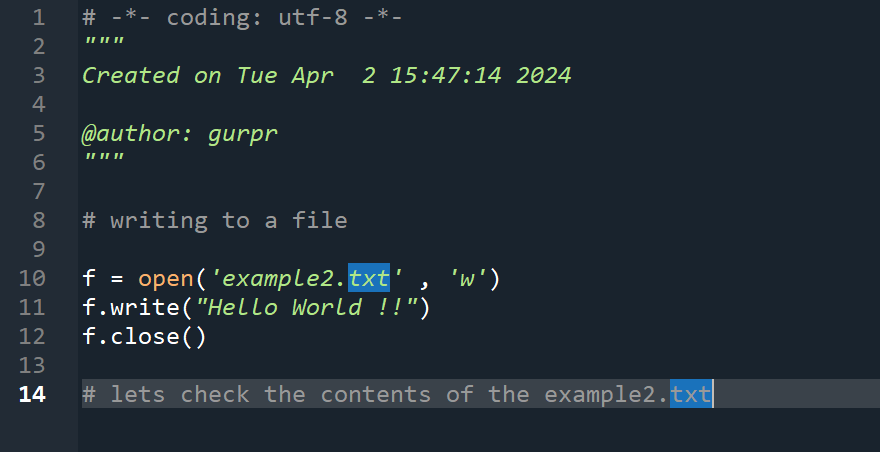 1 # -*- coding: utf-8 -*-
2 """
3 Created on Tue Apr  2 15:47:14 2024
4
5 @author: gurpr
6 """
7
8 # writing to a file
9
10 f = open('example2.txt' , 'w')
11 f.write("Hello World !!")
12 f.close()
13
14 # lets check the contents of the example2.txt